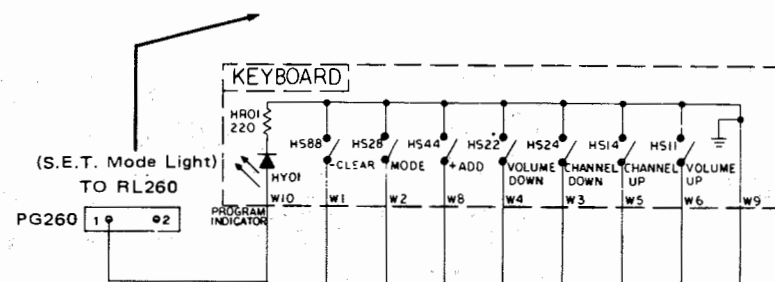 KEYBOARD
HR01
220
HS88
HS28
HS44
HS22
HS24
HS14
HS11
-CLEAR
MODE
+ADD
VOLUME
DOWN
CHANNEL
DOWN
CHANNEL
UP
VOLUME
UP
HY01
(S.E.T. Mode Light)
TO RL260
PG260
1
2
PROGRAM
INDICATOR
W10
W1
W2
W8
W4
W3
W5
W6
W9